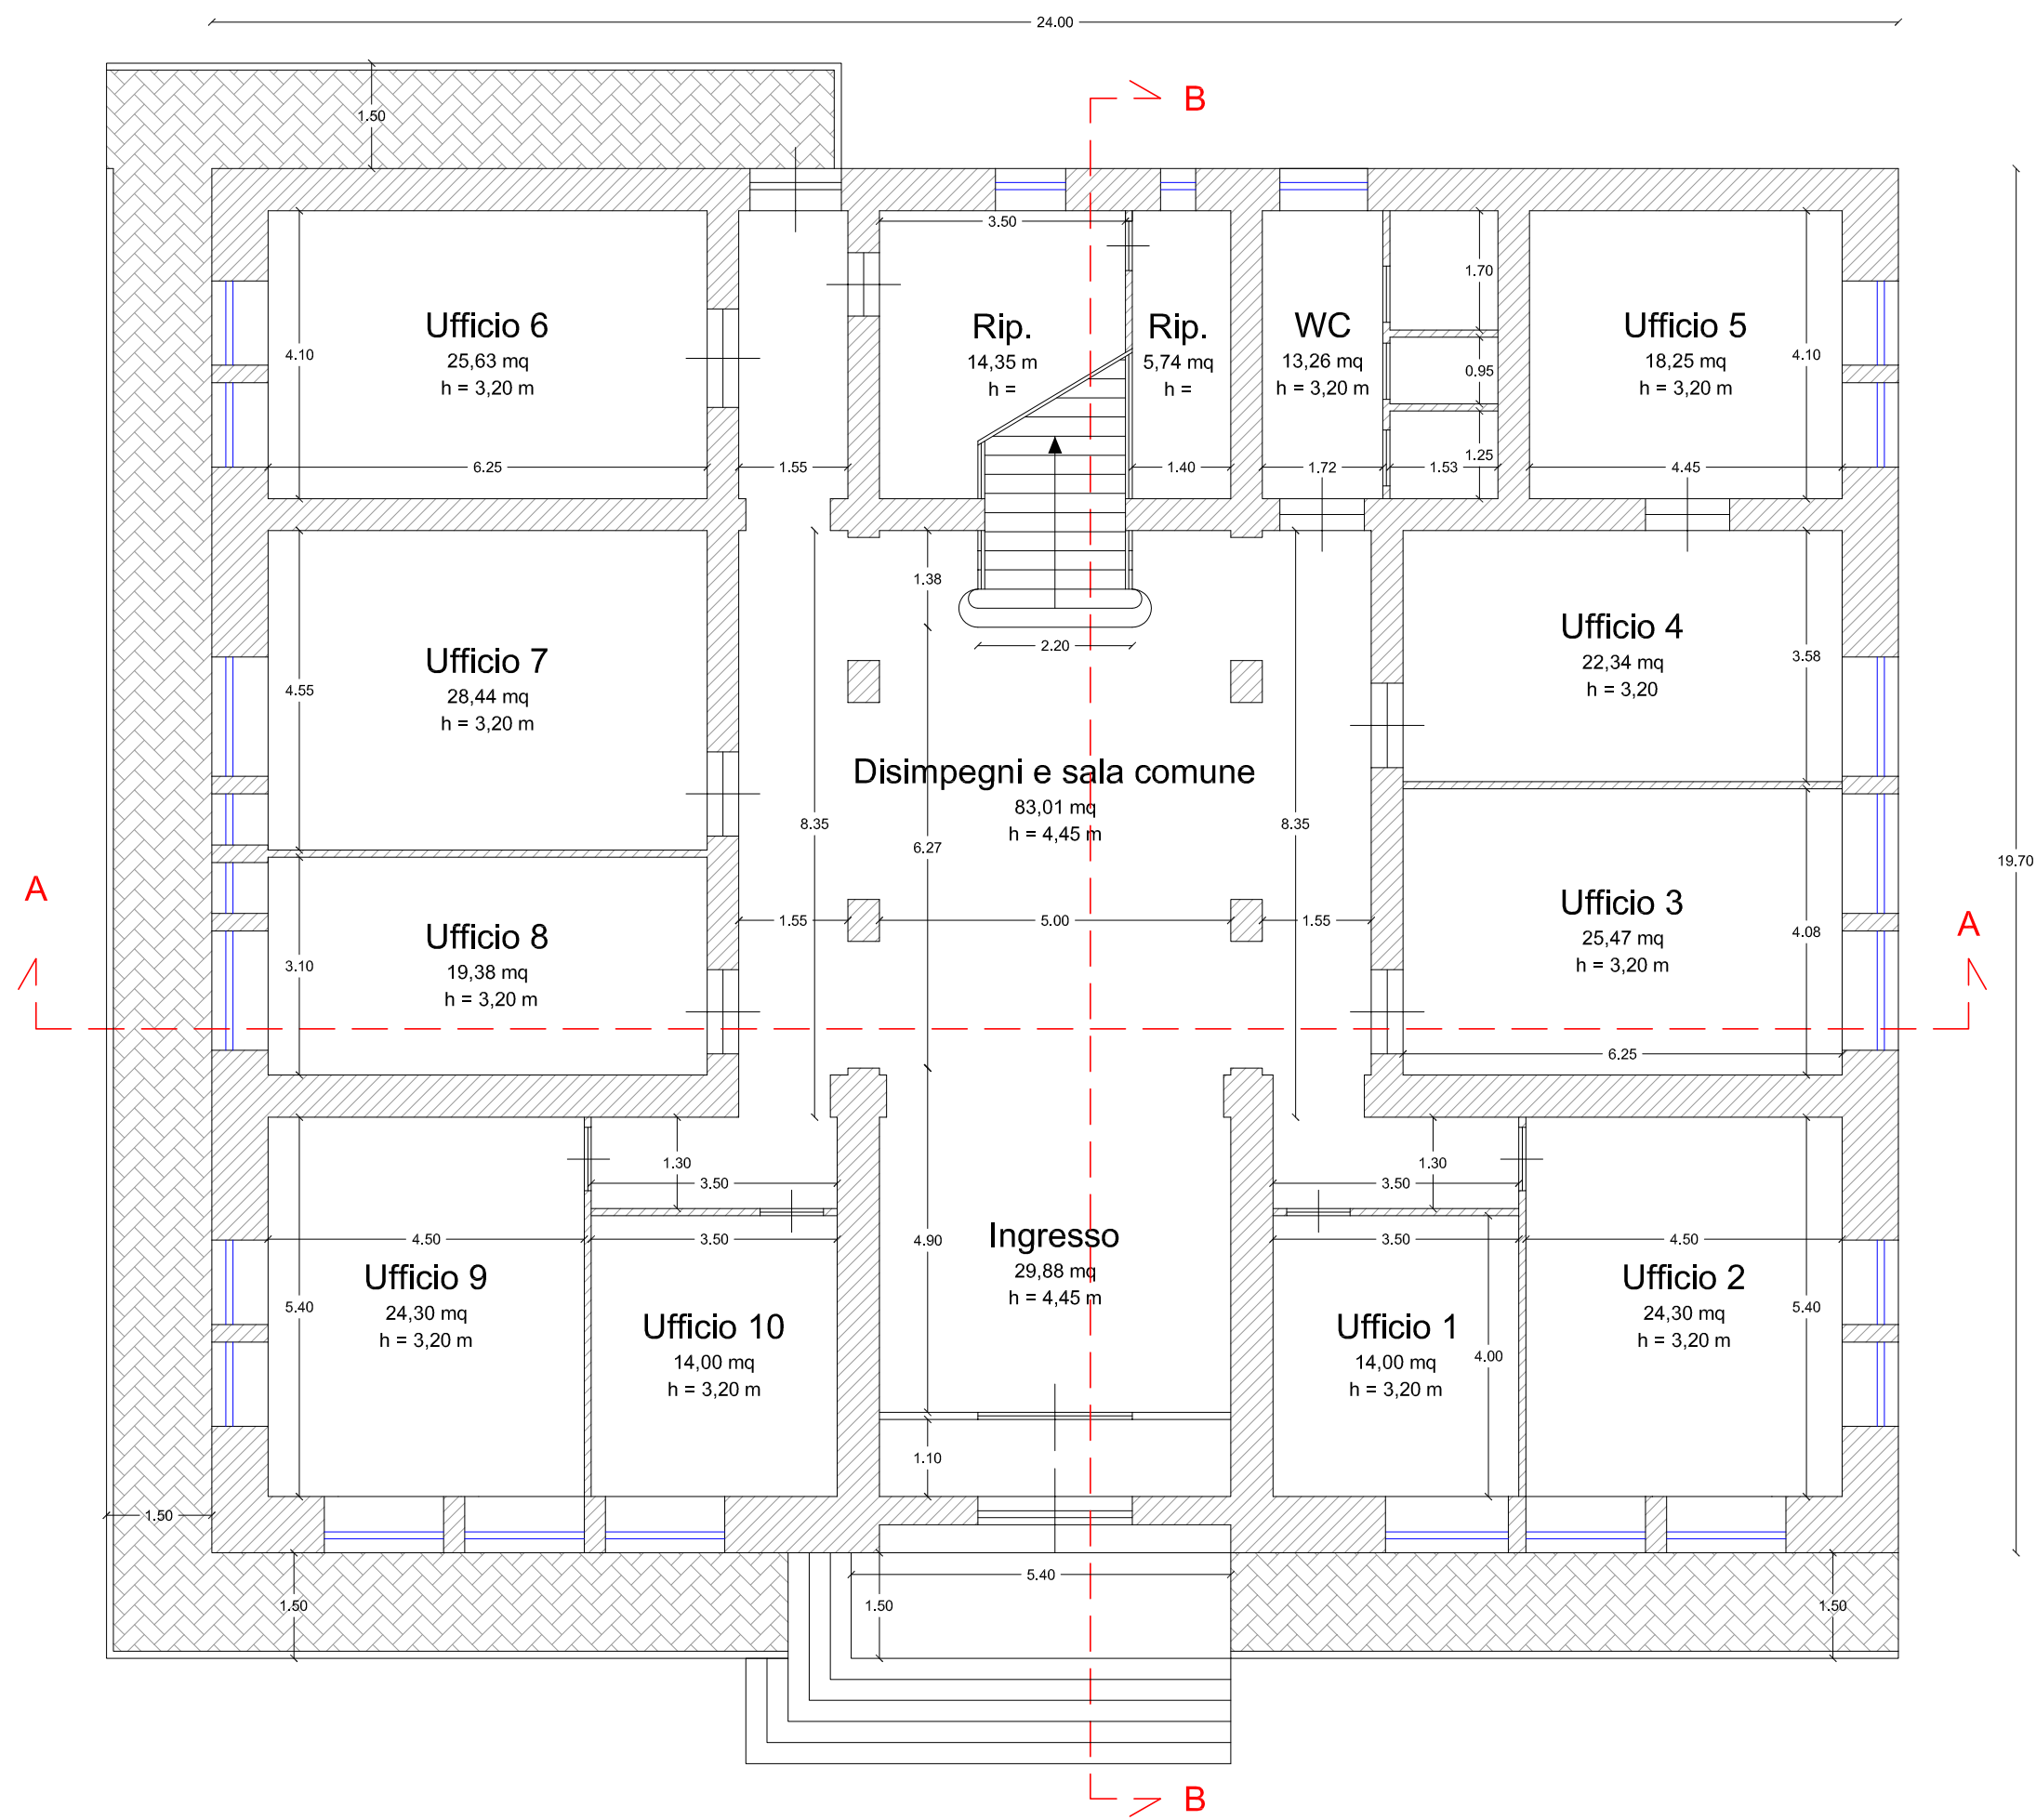 24.00
B
1.50
3.50
1.70
Ufficio 6
25,63 mq
h = 3,20 m
4.10
6.25
1.55
Rip.
14,35 m
h =
Rip.
5,74 mq
h =
1.40
WC
13,26 mq
h = 3,20 m
0.95
1.25
1.72
1.53
Ufficio 5
18,25 mq
h = 3,20 m
4.10
4.45
1.38
2.20
Ufficio 7
28,44 mq
h = 3,20 m
4.55
Ufficio 4
22,34 mq
h = 3,20
3.58
Disimpegni e sala comune
83,01 mq
h = 4,45 m
8.35
6.27
8.35
19.70
A
Ufficio 8
19,38 mq
h = 3,20 m
3.10
1.55
5.00
1.55
Ufficio 3
25,47 mq
h = 3,20 m
4.08
6.25
A
1.30
3.50
1.30
3.50
4.50
3.50
4.90
3.50
4.50
Ufficio 9
24,30 mq
h = 3,20 m
5.40
Ufficio 10
14,00 mq
h = 3,20 m
Ingresso
29,88 mq
h = 4,45 m
Ufficio 1
14,00 mq
h = 3,20 m
4.00
Ufficio 2
24,30 mq
h = 3,20 m
5.40
1.10
1.50
5.40
1.50
1.50
1.50
B